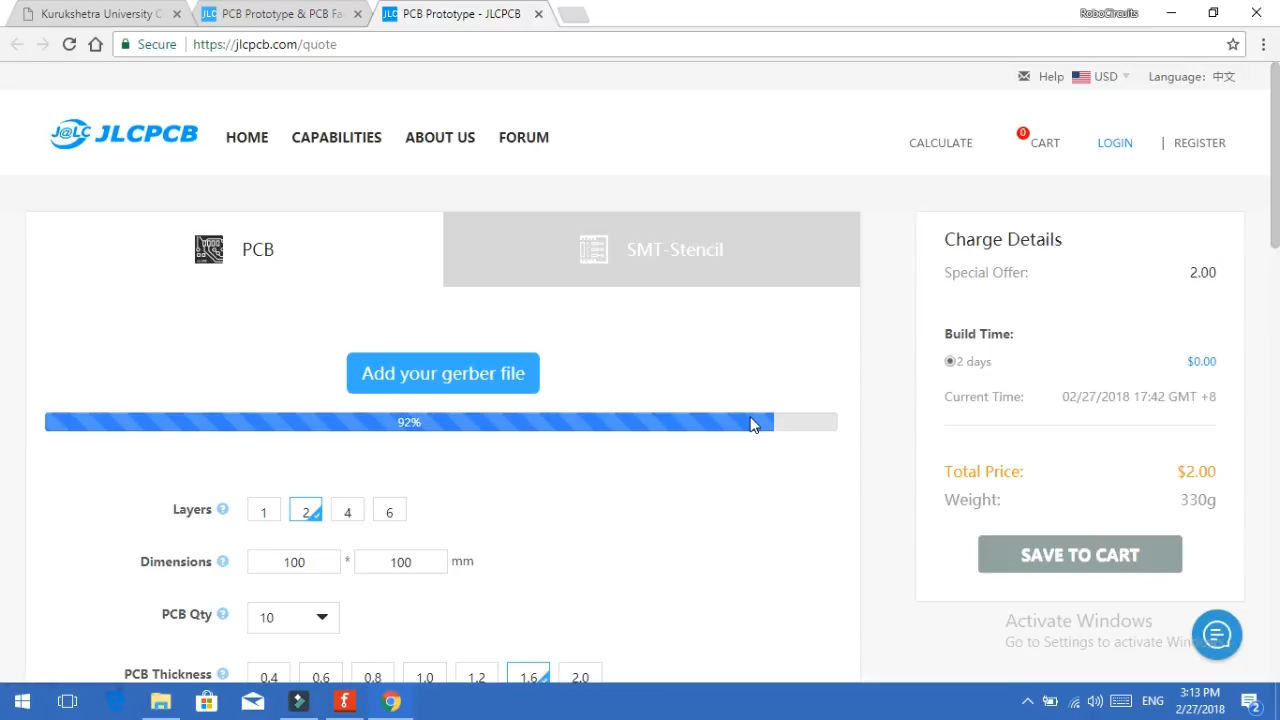 Kurukshetra University C
PCB Prototype & PCB Fa
PCB Prototype - JLCPCB
RoboCircuits
Secure
https://jlcpcb.com/quote
Help
USD
Language: 中文
J@LC JLCPCB
HOME
CAPABILITIES
ABOUT US
FORUM
CALCULATE
0
CART
LOGIN
| REGISTER
PCB
SMT-Stencil
Add your gerber file
92%
Layers ? 1 2 4 6
Dimensions ? 100 * 100 mm
PCB Qty ? 10
PCB Thickness ? 0.4 0.6 0.8 1.0 1.2 1.6 2.0
Charge Details
Special Offer: 2.00
Build Time:
2 days $0.00
Current Time: 02/27/2018 17:42 GMT +8
Total Price: $2.00
Weight: 330g
SAVE TO CART
Activate Windows
Go to Settings to activate Windows.
ENG
3:13 PM
2/27/2018
2